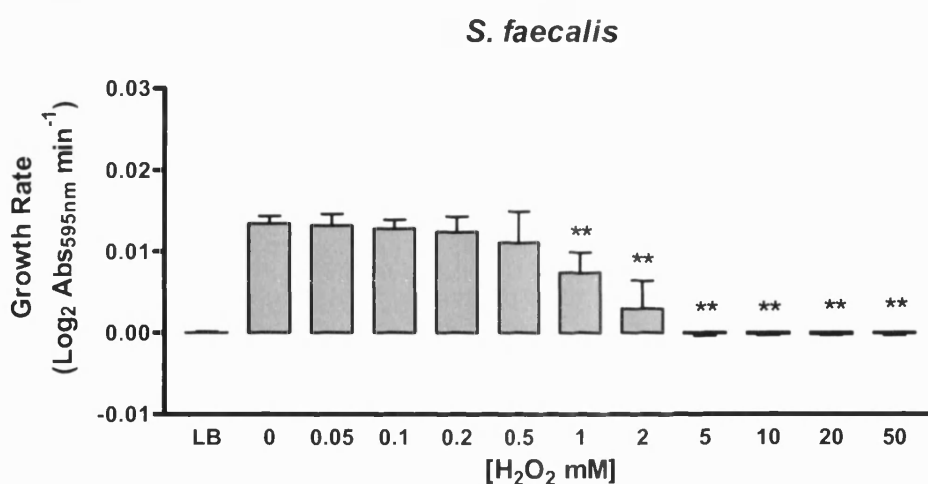 S. faecalis
Growth Rate
(Log₂ Abs₅₉₅nm min⁻¹)
0.03
0.02
0.01
0.00
-0.01
** ** ** ** ** **
LB 0 0.05 0.1 0.2 0.5 1 2 5 10 20 50
[H₂O₂ mM]